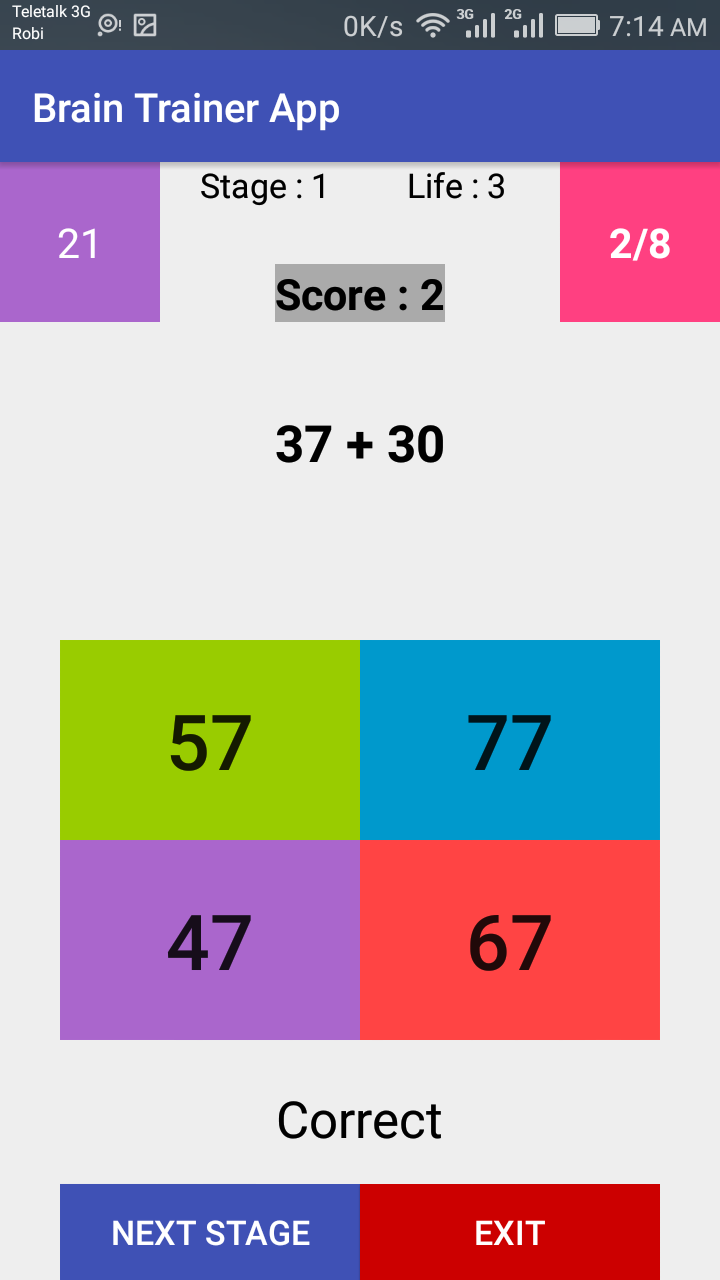 Teletalk 3G
Robi
0K/s 3G 2G 7:14 AM
Brain Trainer App
21
Stage : 1 Life : 3
2/8
Score : 2
37 + 30
57 77
47 67
Correct
NEXT STAGE EXIT